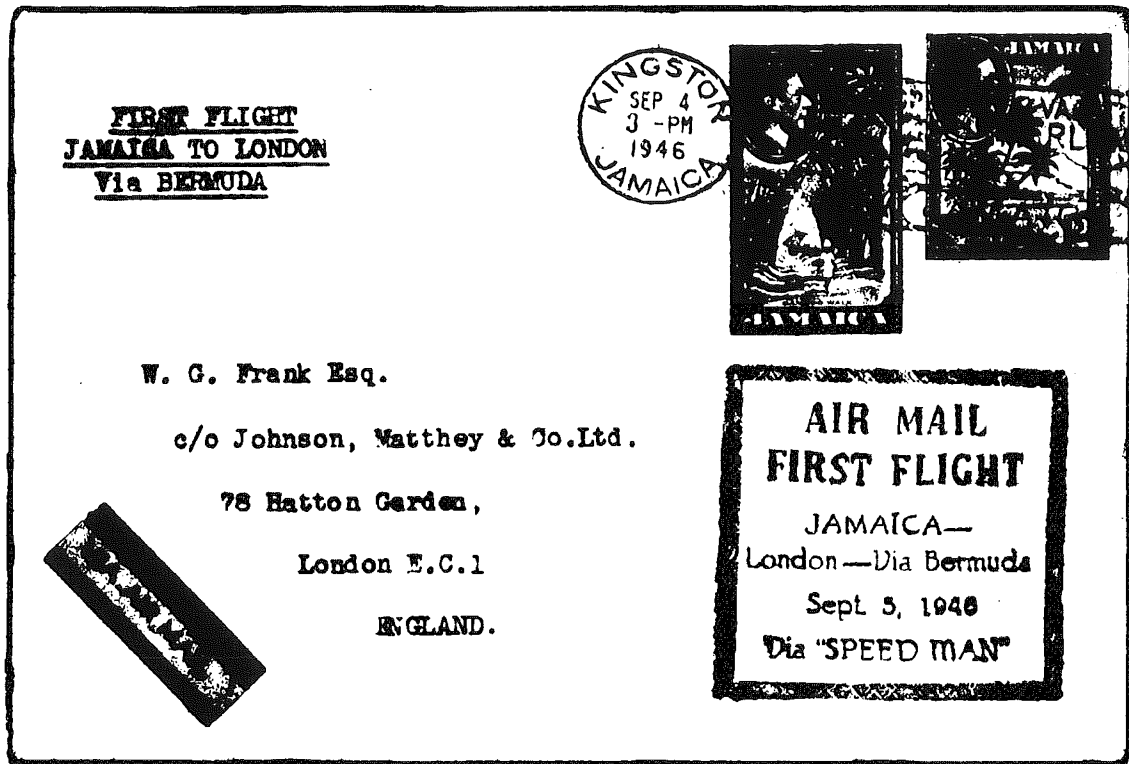 FIRST FLIGHT
JAMAICA TO LONDON
Via BERMUDA
KINGSTON
SEP 4
3 -PM
1946
JAMAICA
JAMAICA
JAMAICA
W. G. Frank Esq.
c/o Johnson, Matthey & Co.Ltd.
78 Hatton Garden,
London E.C.1
ENGLAND.
AIR MAIL
FIRST FLIGHT
JAMAICA—
London—Via Bermuda
Sept. 5, 1946
Via "SPEED MAN"